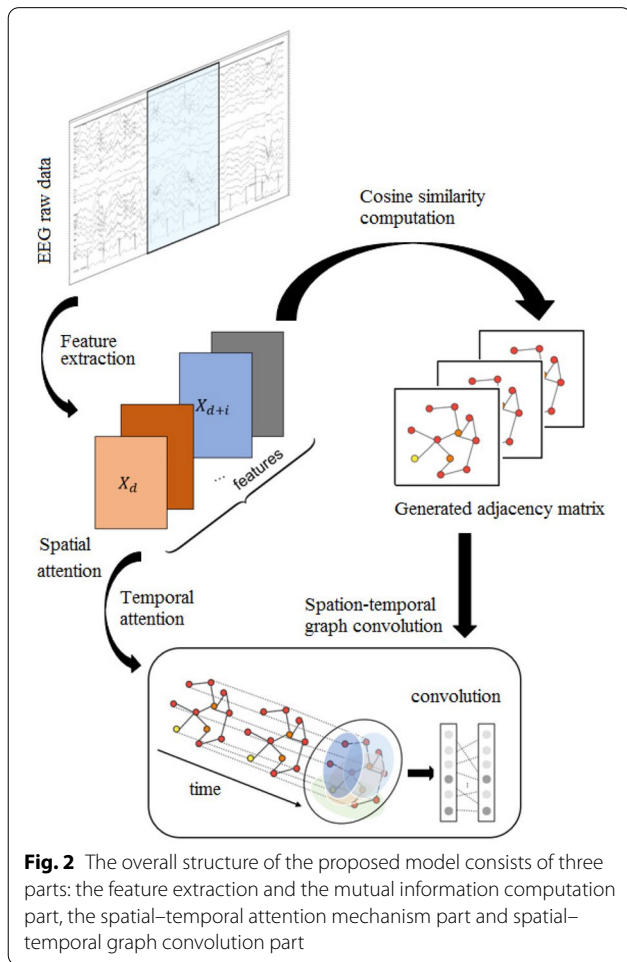 EEG raw data
Cosine similarity
computation
Feature
extraction
X_{d+i}
X_d
... features
Generated adjacency matrix
Spatial
attention
Temporal
attention
Spation-temporal
graph convolution
convolution
time
Fig. 2 The overall structure of the proposed model consists of three
parts: the feature extraction and the mutual information computation
part, the spatial–temporal attention mechanism part and spatial–
temporal graph convolution part